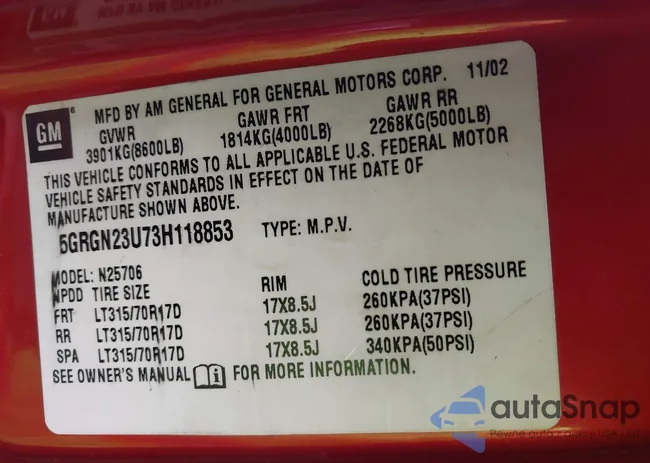 GM
MFD BY AM GENERAL FOR GENERAL MOTORS CORP. 11/02
GVWR GAWR FRT GAWR RR
3901KG(8600LB) 1814KG(4000LB) 2268KG(5000LB)
THIS VEHICLE CONFORMS TO ALL APPLICABLE U.S. FEDERAL MOTOR
VEHICLE SAFETY STANDARDS IN EFFECT ON THE DATE OF
MANUFACTURE SHOWN ABOVE.
5GRGN23U73H118853 TYPE: M.P.V.
MODEL: N25706
NPDD TIRE SIZE RIM COLD TIRE PRESSURE
FRT LT315/70R17D 17X8.5J 260KPA(37PSI)
RR LT315/70R17D 17X8.5J 260KPA(37PSI)
SPA LT315/70R17D 17X8.5J 340KPA(50PSI)
SEE OWNER'S MANUAL FOR MORE INFORMATION.
autaSnap